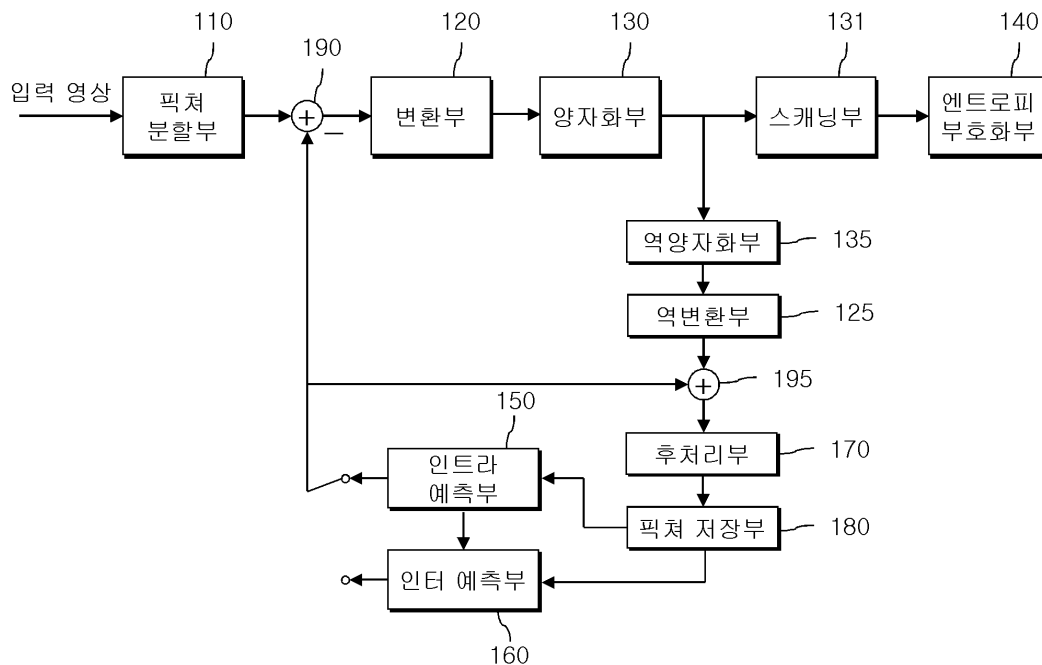 110
190
120
130
131
140
입력 영상
픽쳐
분할부
+
−
변환부
양자화부
스캐닝부
엔트로피
부호화부
역양자화부
135
역변환부
125
+
195
150
후처리부
170
인트라
예측부
픽쳐 저장부
180
인터 예측부
160